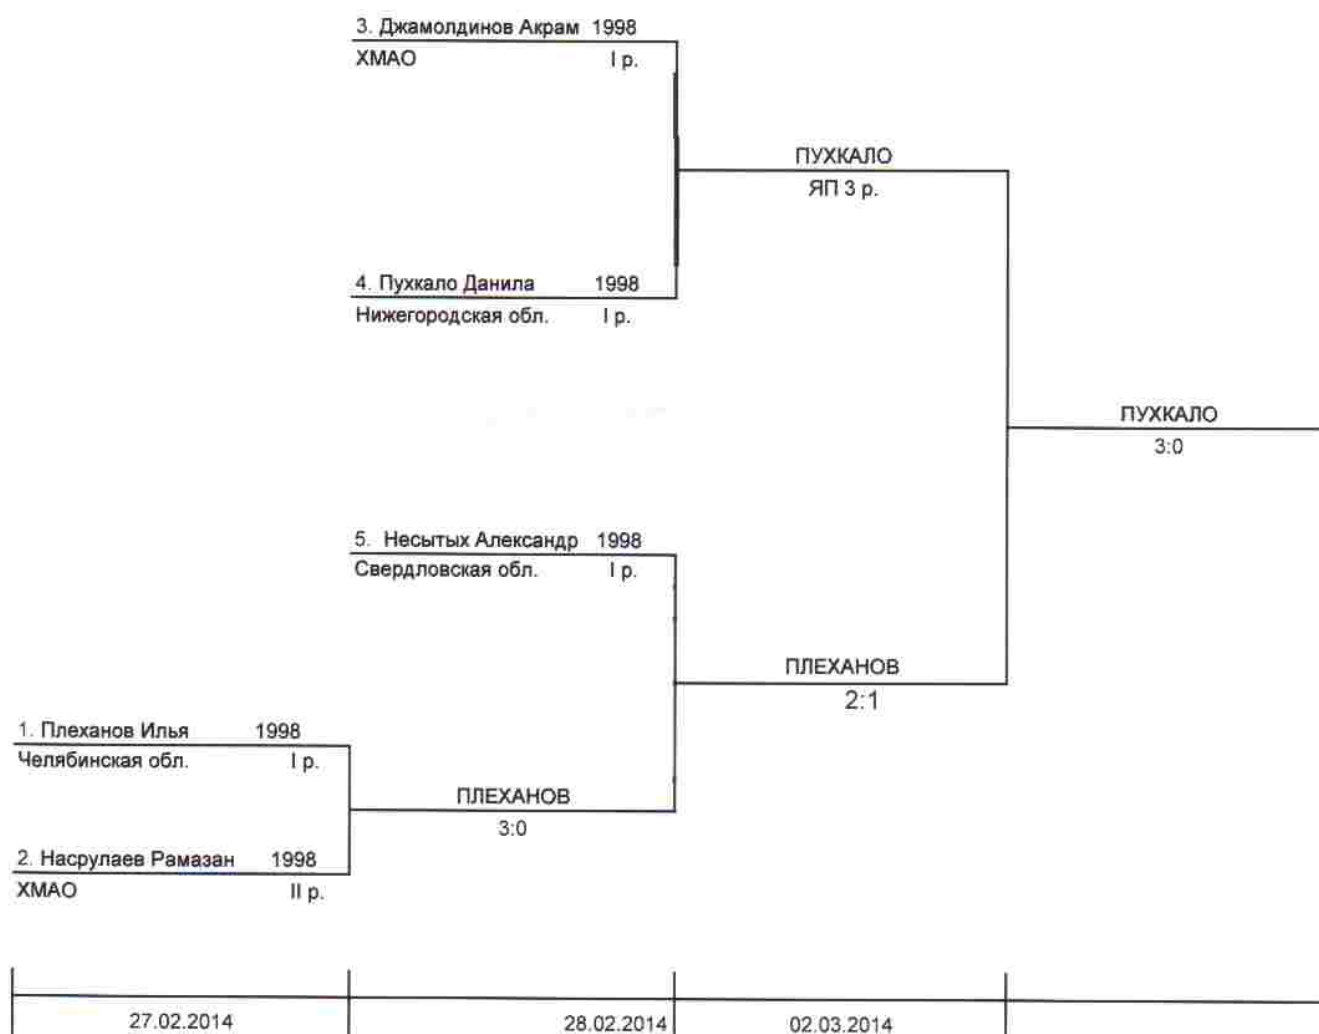 3. Джамолдинов Акрам 1998
ХМАО I р.
ПУХКАЛО
ЯП 3 р.
4. Пухкало Данила 1998
Нижегородская обл. I р.
ПУХКАЛО
3:0
5. Несытых Александр 1998
Свердловская обл. I р.
ПЛЕХАНОВ
2:1
1. Плеханов Илья 1998
Челябинская обл. I р.
ПЛЕХАНОВ
3:0
2. Насрулаев Рамазан 1998
ХМАО II р.
27.02.2014 28.02.2014 02.03.2014